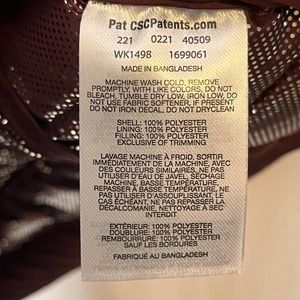 Pat CSCPatents.com
221 0221 40509
WK1498 1699061
MADE IN BANGLADESH
MACHINE WASH COLD, REMOVE
PROMPTLY, WITH LIKE COLORS, DO NOT
BLEACH, TUMBLE DRY LOW, IRON LOW, DO
NOT USE FABRIC SOFTENER, IF PRESENT
DO NOT IRON DECAL, DO NOT DRYCLEAN
SHELL: 100% POLYESTER
LINING: 100% POLYESTER
FILLING: 100% POLYESTER
EXCLUSIVE OF TRIMMING
LAVAGE MACHINE À FROID, SORTIR
IMMÉDIATEMENT DE LA MACHINE, AVEC
DES COULEURS SIMILAIRES, NE PAS
UTILISER D'EAU DE JAVEL, SÉCHAGE
MACHINE, BASSE TEMPÉRATURE,
REPASSER À BASSE TEMPÉRATURE, NE
PAS UTILISER D'ASSOUPLISSANT, LE
CAS ÉCHÉANT, NE PAS REPASSER LA
DÉCALCOMANIE, NETTOYAGE À SEC
INTERDIT
EXTÉRIEUR: 100% POLYESTER
DOUBLURE: 100% POLYESTER
REMBOURRURE: 100% POLYESTER
SAUF LES BORDURES
FABRIQUÉ AU BANGLADESH